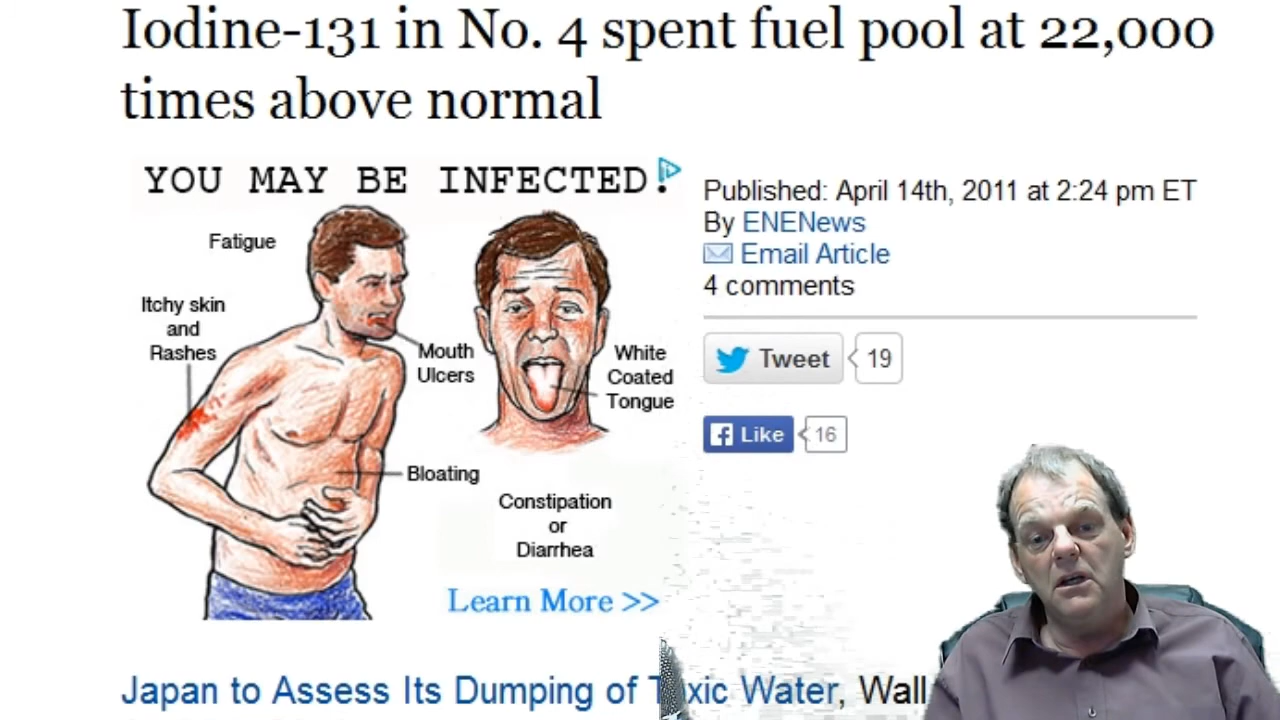 Iodine-131 in No. 4 spent fuel pool at 22,000
times above normal
YOU MAY BE INFECTED!
Fatigue
Itchy skin
and
Rashes
Mouth
Ulcers
White
Coated
Tongue
Bloating
Constipation
or
Diarrhea
Learn More >>
Published: April 14th, 2011 at 2:24 pm ET
By ENENews
Email Article
4 comments
Tweet 19
Like 16
Japan to Assess Its Dumping of Toxic Water, Wall